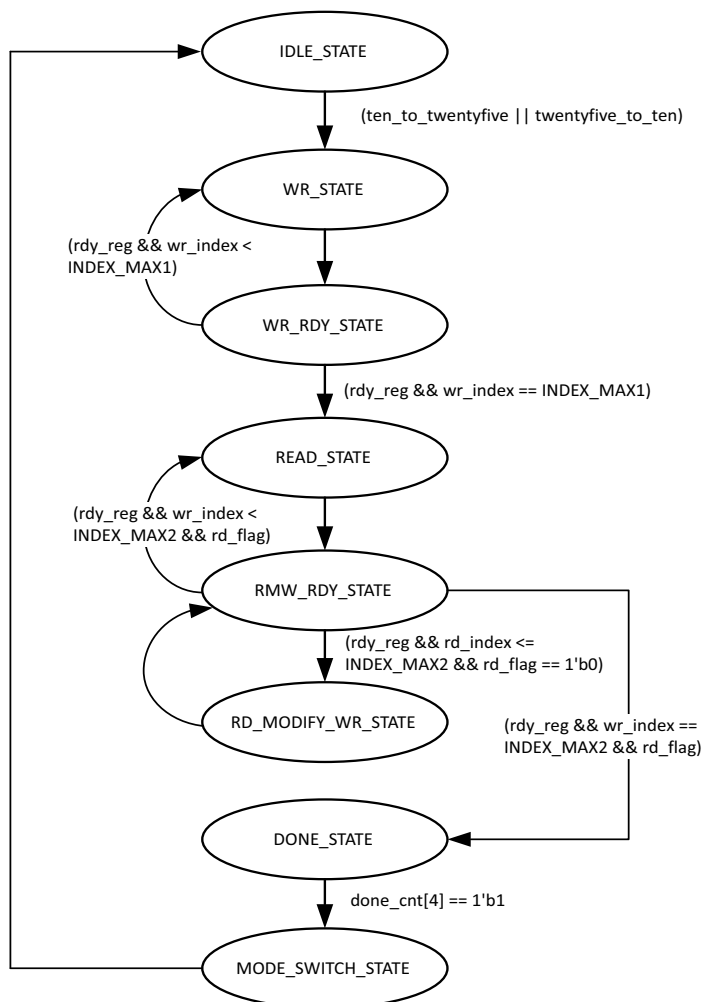 IDLE_STATE
(ten_to_twentyfive || twentyfive_to_ten)
WR_STATE
(rdy_reg && wr_index <
INDEX_MAX1)
WR_RDY_STATE
(rdy_reg && wr_index == INDEX_MAX1)
READ_STATE
(rdy_reg && wr_index <
INDEX_MAX2 && rd_flag)
RMW_RDY_STATE
(rdy_reg && rd_index <=
INDEX_MAX2 && rd_flag == 1'b0)
RD_MODIFY_WR_STATE
(rdy_reg && wr_index ==
INDEX_MAX2 && rd_flag)
DONE_STATE
done_cnt[4] == 1'b1
MODE_SWITCH_STATE